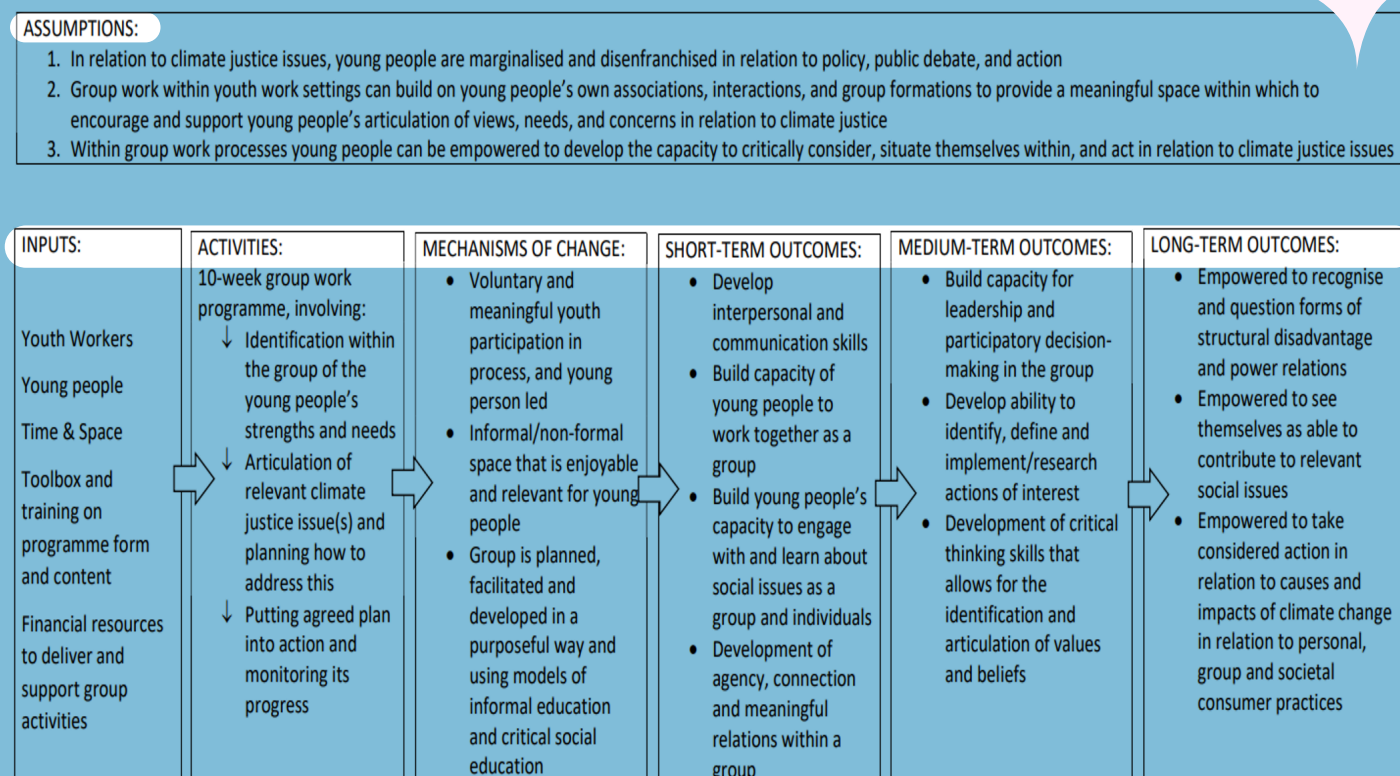 ASSUMPTIONS:
1. In relation to climate justice issues, young people are marginalised and disenfranchised in relation to policy, public debate, and action
2. Group work within youth work settings can build on young people's own associations, interactions, and group formations to provide a meaningful space within which to
encourage and support young people's articulation of views, needs, and concerns in relation to climate justice
3. Within group work processes young people can be empowered to develop the capacity to critically consider, situate themselves within, and act in relation to climate justice issues
INPUTS:
Youth Workers
Young people
Time & Space
Toolbox and
training on
programme form
and content
Financial resources
to deliver and
support group
activities
ACTIVITIES:
10-week group work
programme, involving:
↓ Identification within
the group of the
young people's
strengths and needs
↓ Articulation of
relevant climate
justice issue(s) and
planning how to
address this
↓ Putting agreed plan
into action and
monitoring its
progress
MECHANISMS OF CHANGE:
• Voluntary and
meaningful youth
participation in
process, and young
person led
• Informal/non-formal
space that is enjoyable
and relevant for young
people
• Group is planned,
facilitated and
developed in a
purposeful way and
using models of
informal education
and critical social
education
SHORT-TERM OUTCOMES:
• Develop
interpersonal and
communication skills
• Build capacity of
young people to
work together as a
group
• Build young people's
capacity to engage
with and learn about
social issues as a
group and individuals
• Development of
agency, connection
and meaningful
relations within a
group
MEDIUM-TERM OUTCOMES:
• Build capacity for
leadership and
participatory decision-
making in the group
• Develop ability to
identify, define and
implement/research
actions of interest
• Development of critical
thinking skills that
allows for the
identification and
articulation of values
and beliefs
LONG-TERM OUTCOMES:
• Empowered to recognise
and question forms of
structural disadvantage
and power relations
• Empowered to see
themselves as able to
contribute to relevant
social issues
• Empowered to take
considered action in
relation to causes and
impacts of climate change
in relation to personal,
group and societal
consumer practices